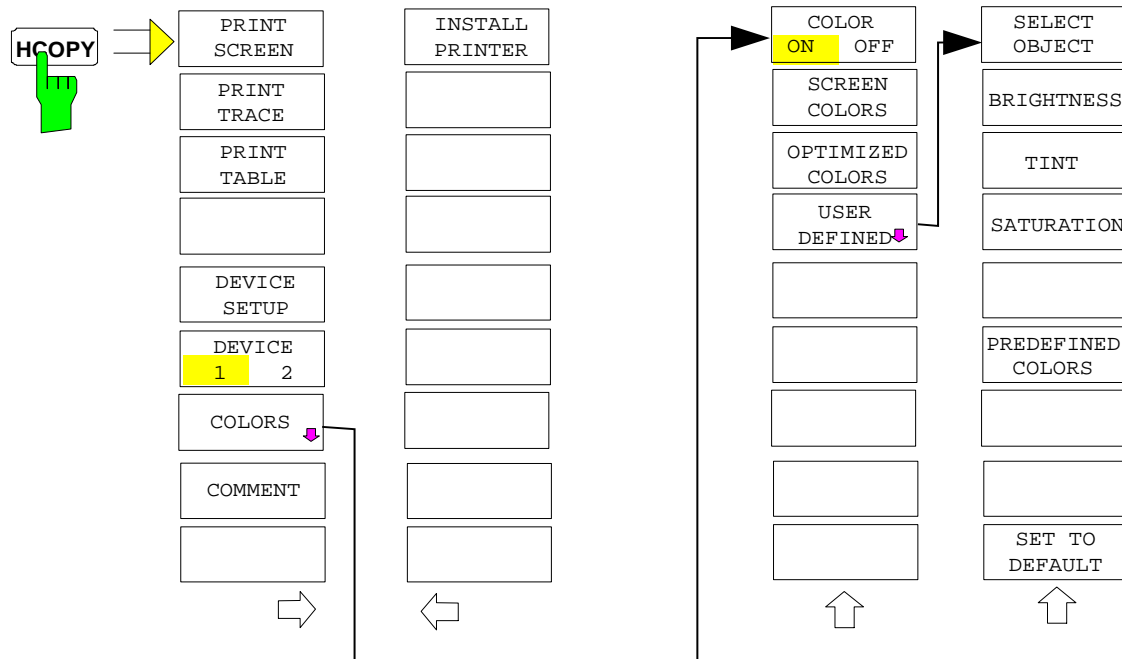 HCOPY
PRINT
SCREEN
PRINT
TRACE
PRINT
TABLE
DEVICE
SETUP
DEVICE
1 2
COLORS
COMMENT
INSTALL
PRINTER
COLOR
ON OFF
SCREEN
COLORS
OPTIMIZED
COLORS
USER
DEFINED
SELECT
OBJECT
BRIGHTNESS
TINT
SATURATION
PREDEFINED
COLORS
SET TO
DEFAULT